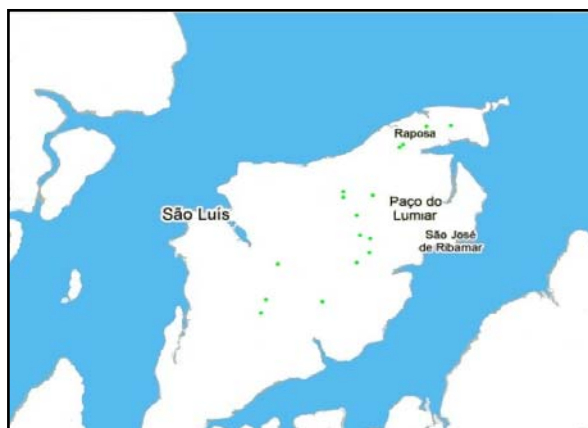 Raposa
Paço do
Lumiar
São Luís
São José
de Ribamar